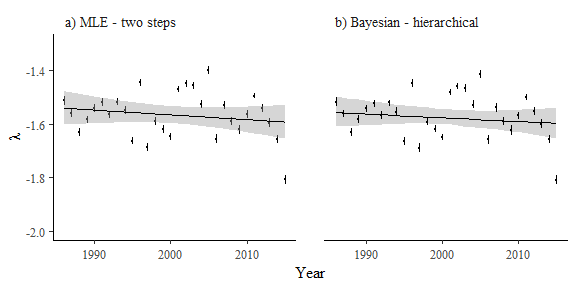 a) MLE - two steps
b) Bayesian - hierarchical
-1.4
-1.6
-1.8
-2.0
λ
1990
2000
2010
1990
2000
2010
Year